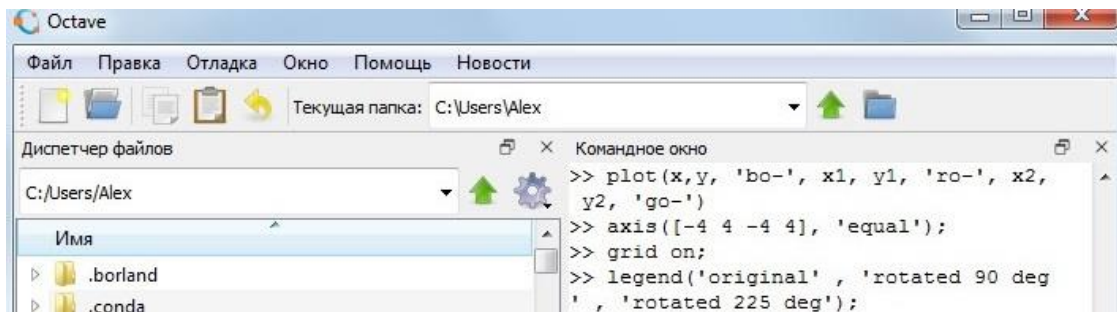 Octave
Файл Правка Отладка Окно Помощь Новости
Текущая папка: C:\Users\Alex
Диспетчер файлов
C:/Users/Alex
Имя
.borland
.conda
Командное окно
>> plot(x,y, 'bo-', x1, y1, 'ro-', x2,
y2, 'go-')
>> axis([-4 4 -4 4], 'equal');
>> grid on;
>> legend('original' , 'rotated 90 deg
' , 'rotated 225 deg');